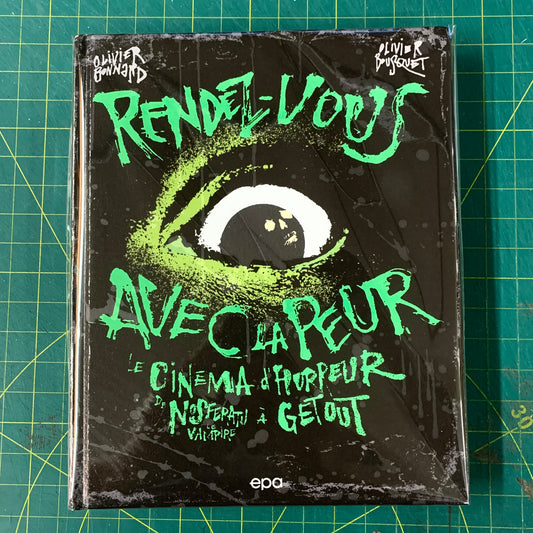 OLIVIER BONNARD
OLIVIER BOUSQUET
RENDEZ-VOUS
AVEC LA PEUR
LE CINEMA d'HORREUR
DE NOSFERATU à GET OUT
VAMPIRE
epa
30